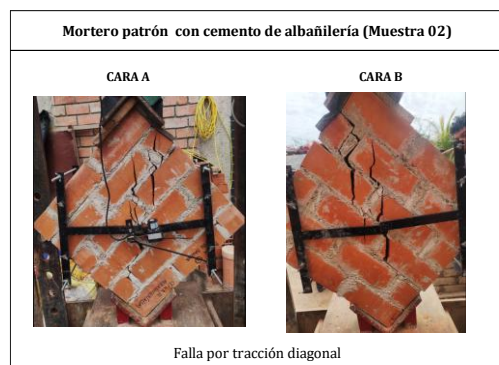 Mortero patrón con cemento de albañilería (Muestra 02)
CARA A
CARA B
Falla por tracción diagonal